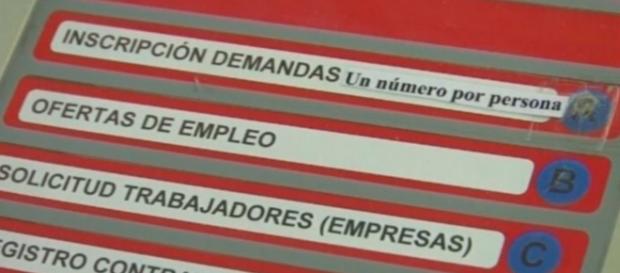 INSCRIPCIÓN DEMANDAS Un número por persona
OFERTAS DE EMPLEO B
SOLICITUD TRABAJADORES (EMPRESAS) C